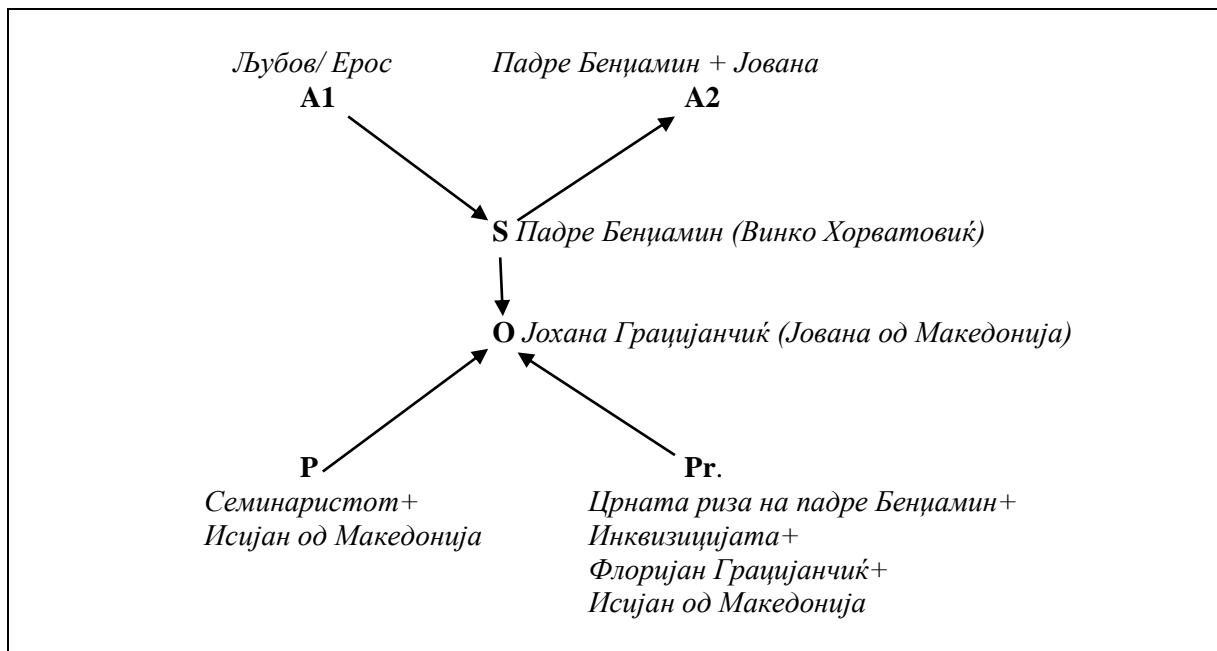 Љубов/ Ерос Падре Бенџамин + Јована
A1 A2
S Падре Бенџамин (Винко Хорватовиќ)
O Јохана Грацијанчиќ (Јована од Македонија)
P Pr.
Семинаристот+ Црната риза на падре Бенџамин+
Исијан од Македонија Инквизицијата+
Флоријан Грацијанчиќ+
Исијан од Македонија